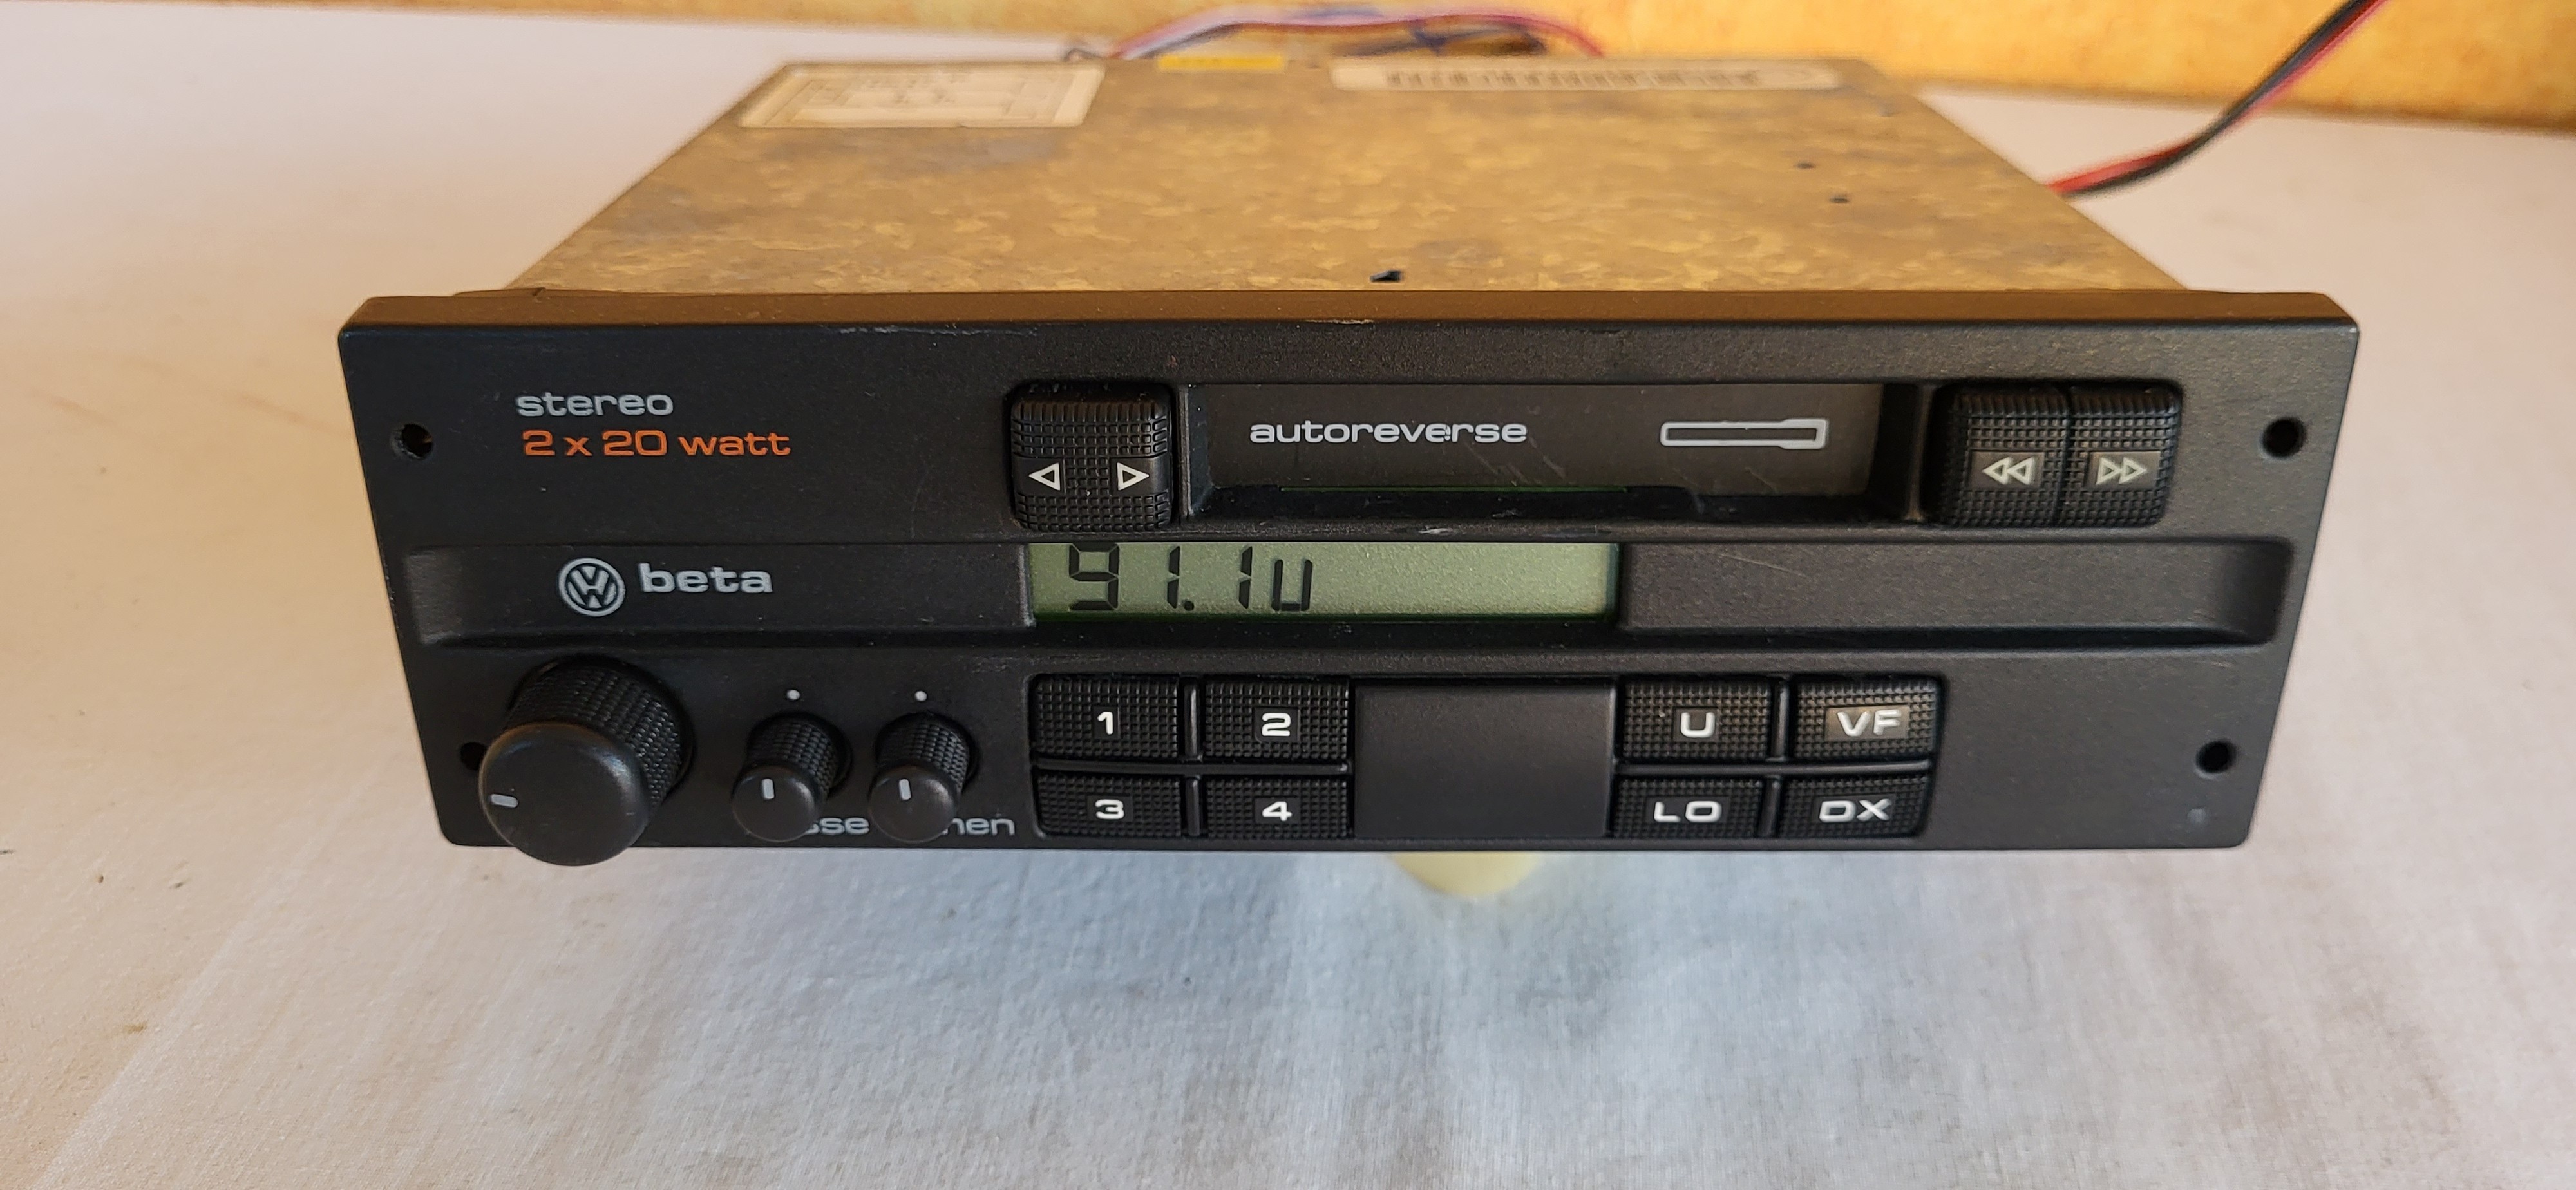 stereo
2 x 20 watt
autoreverse
beta
91.1U
1
2
U
VF
3
4
LO
DX